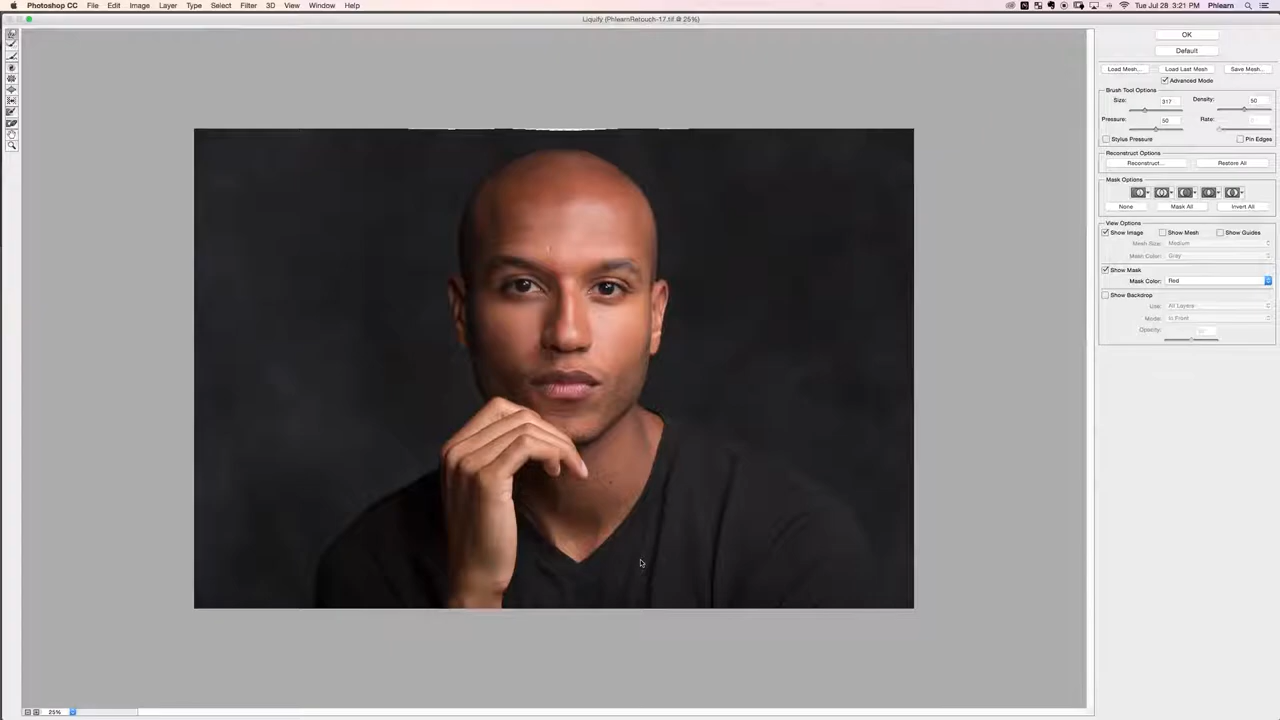 Photoshop CC File Edit Image Layer Type Select Filter 3D View Window Help Tue Jul 28 3:21 PM Phlearn
Liquify (PhlearnRetouch-17.tif @ 25%)
OK
Default
Load Mesh... Load Last Mesh Save Mesh...
Advanced Mode
Brush Tool Options
Size: 317 Density: 50
Pressure: 50 Rate:
Stylus Pressure Pin Edges
Reconstruct Options
Reconstruct... Restore All
Mask Options
None Mask All Invert All
View Options
Show Image Show Mesh Show Guides
Mesh Size: Medium
Mesh Color: Gray
Show Mask
Mask Color: Red
Show Backdrop
Use: All Layers
Mode: In Front
Opacity:
25%